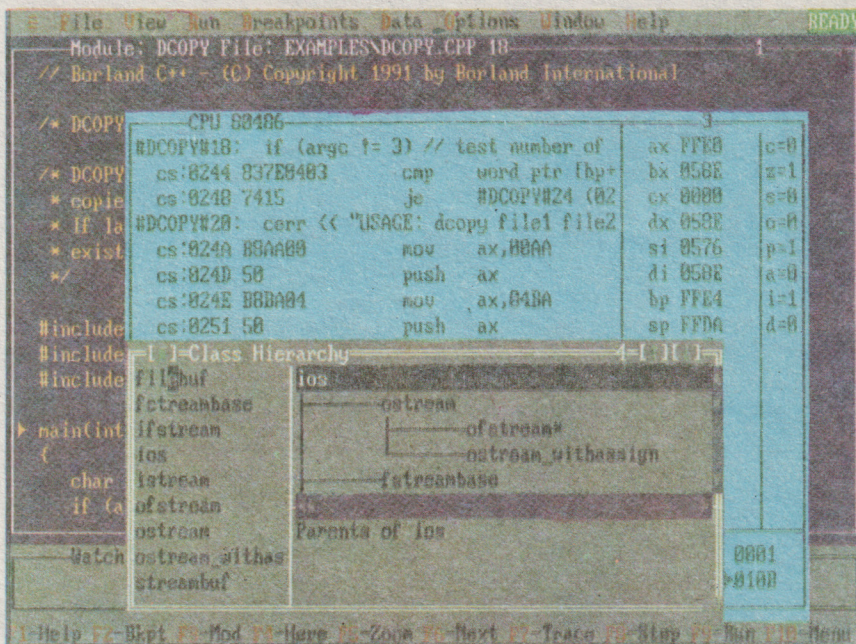 ≡ File View Run Breakpoints Data Options Window Help READY
Module: DCOPY File: EXAMPLES\DCOPY.CPP 18 1
// Borland C++ - (C) Copyright 1991 by Borland International
/* DCOPY
CPU 80486 3
#DCOPY#18: if (argc != 3) // test number of
cs:0244 837E0403 cmp word ptr [bp+
cs:0248 7415 je #DCOPY#24 (02
#DCOPY#20: cerr << "USAGE: dcopy file1 file2
cs:024A B8AA00 mov ax,00AA
cs:024D 50 push ax
cs:024E B8BA04 mov ax,04BA
cs:0251 50 push ax
ax FFE0 c=0
bx 058E z=1
cx 0000 s=0
dx 058E o=0
si 0576 p=1
di 058E a=0
bp FFE4 i=1
sp FFDA d=0
/* DCOPY
* copie
* If la
* exist
*/
#include
#include
#include
main(int
{
char
if (a
Class Hierarchy 4
filebuf
fstreambase
ifstream
ios
istream
ofstream
ostream
ostream_withas
streambuf
ios
ostream
ofstream*
ostream_withassign
fstreambase
Parents of ios
0001
010B
Watch
F1-Help F2-Bkpt F3-Mod F4-Here F5-Zoom F6-Next F7-Trace F8-Step F9-Run F10-Menu